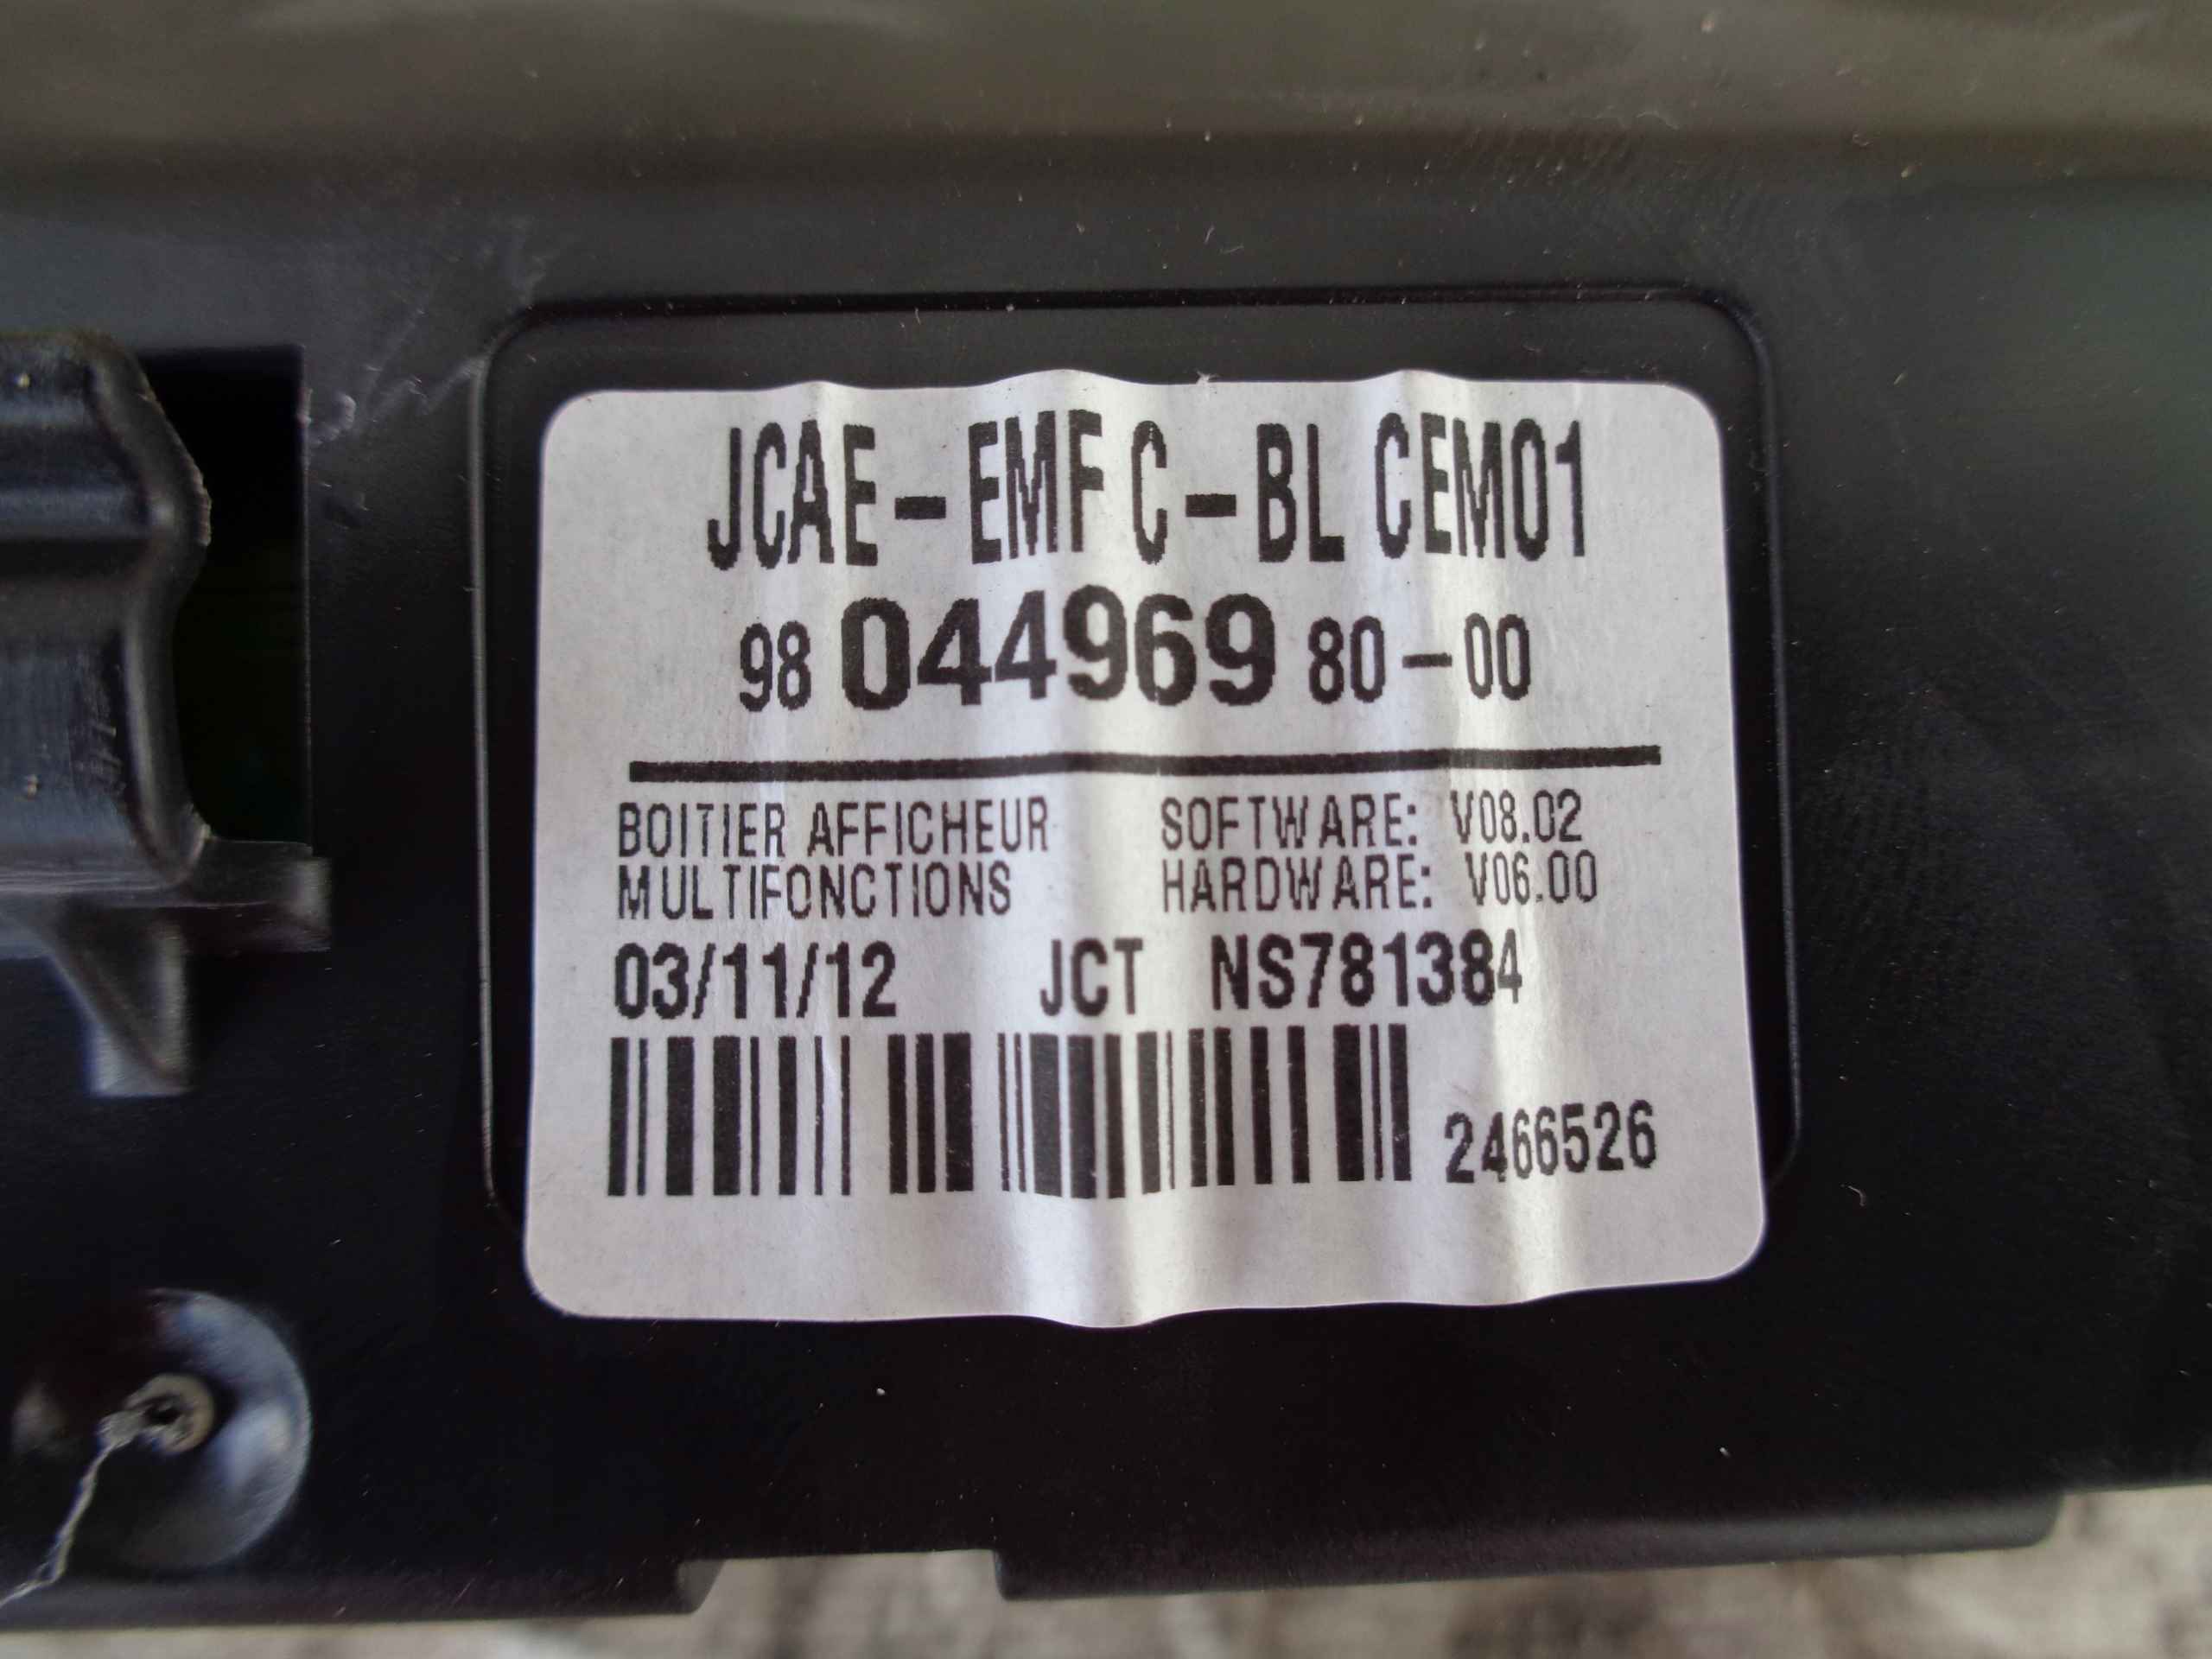 JCAE-EMF C-BL CEM01
98 044969 80-00
BOITIER AFFICHEUR SOFTWARE: V08.02
MULTIFONCTIONS HARDWARE: V06.00
03/11/12 JCT NS781384
2466526